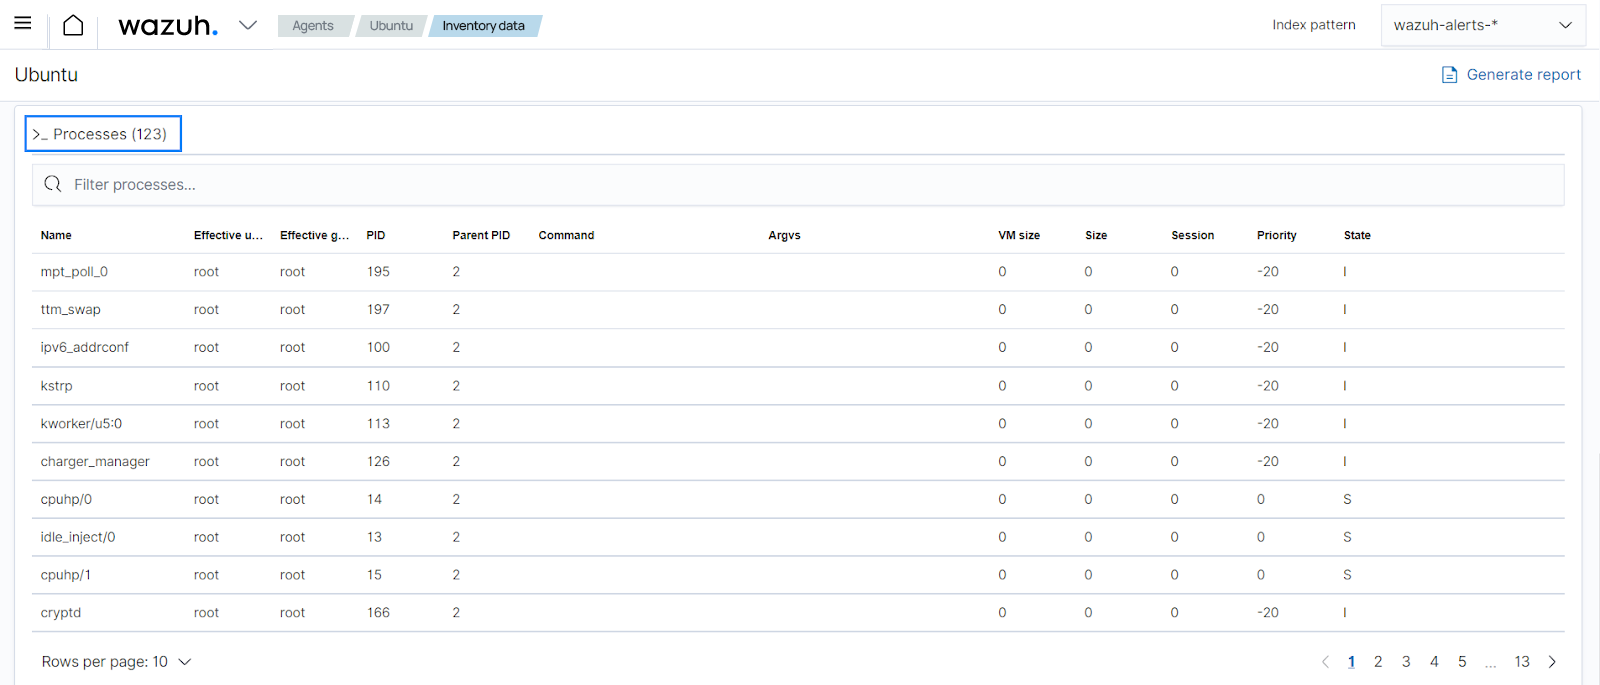 wazuh. Agents Ubuntu Inventory data Index pattern wazuh-alerts-*
Ubuntu Generate report
>_ Processes (123)
Filter processes...
Name Effective u... Effective g... PID Parent PID Command Argvs VM size Size Session Priority State
mpt_poll_0 root root 195 2 0 0 0 -20 I
ttm_swap root root 197 2 0 0 0 -20 I
ipv6_addrconf root root 100 2 0 0 0 -20 I
kstrp root root 110 2 0 0 0 -20 I
kworker/u5:0 root root 113 2 0 0 0 -20 I
charger_manager root root 126 2 0 0 0 -20 I
cpuhp/0 root root 14 2 0 0 0 0 S
idle_inject/0 root root 13 2 0 0 0 0 S
cpuhp/1 root root 15 2 0 0 0 0 S
cryptd root root 166 2 0 0 0 -20 I
Rows per page: 10 1 2 3 4 5 ... 13